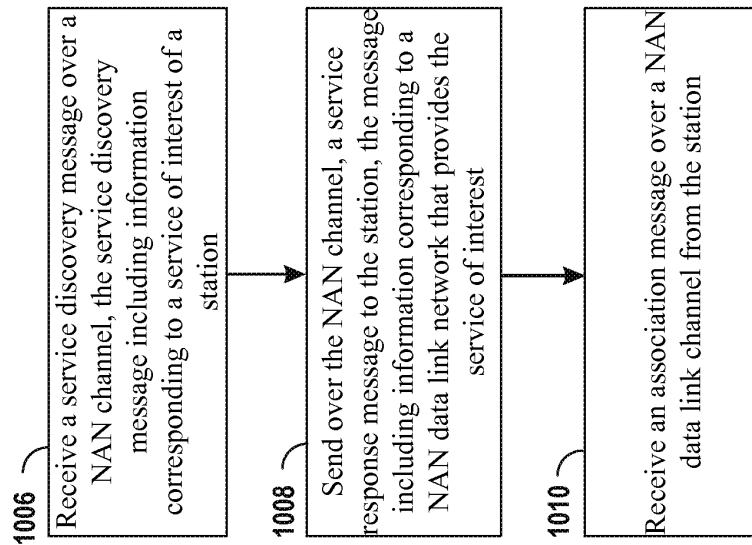 1006
Receive a service discovery message over a
NAN channel, the service discovery
message including information
corresponding to a service of interest of a
station
1008
Send over the NAN channel, a service
response message to the station, the message
including information corresponding to a
NAN data link network that provides the
service of interest
1010
Receive an association message over a NAN
data link channel from the station